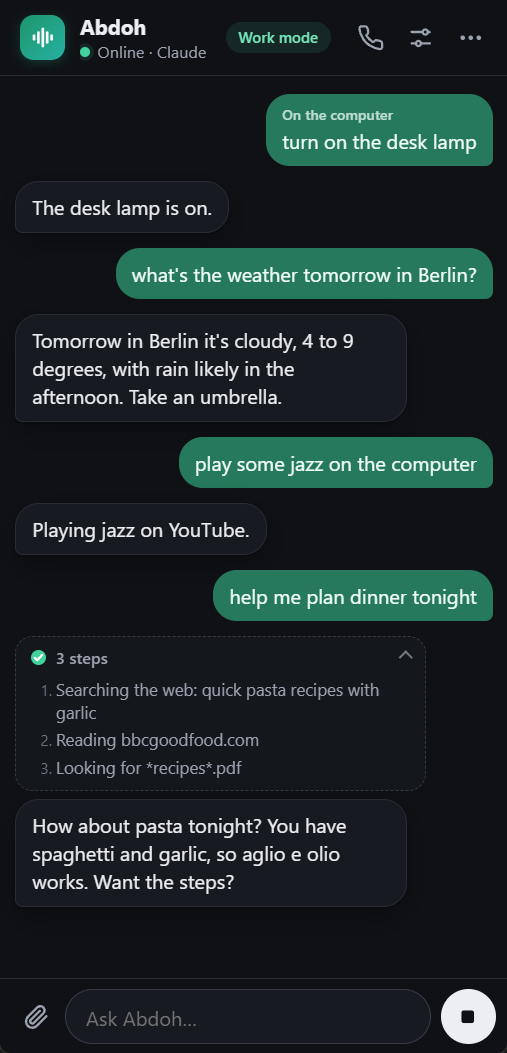 Abdoh
Online · Claude
Work mode
On the computer
turn on the desk lamp
The desk lamp is on.
what's the weather tomorrow in Berlin?
Tomorrow in Berlin it's cloudy, 4 to 9
degrees, with rain likely in the
afternoon. Take an umbrella.
play some jazz on the computer
Playing jazz on YouTube.
help me plan dinner tonight
3 steps
1. Searching the web: quick pasta recipes with
garlic
2. Reading bbcgoodfood.com
3. Looking for *recipes*.pdf
How about pasta tonight? You have
spaghetti and garlic, so aglio e olio
works. Want the steps?
Ask Abdoh...